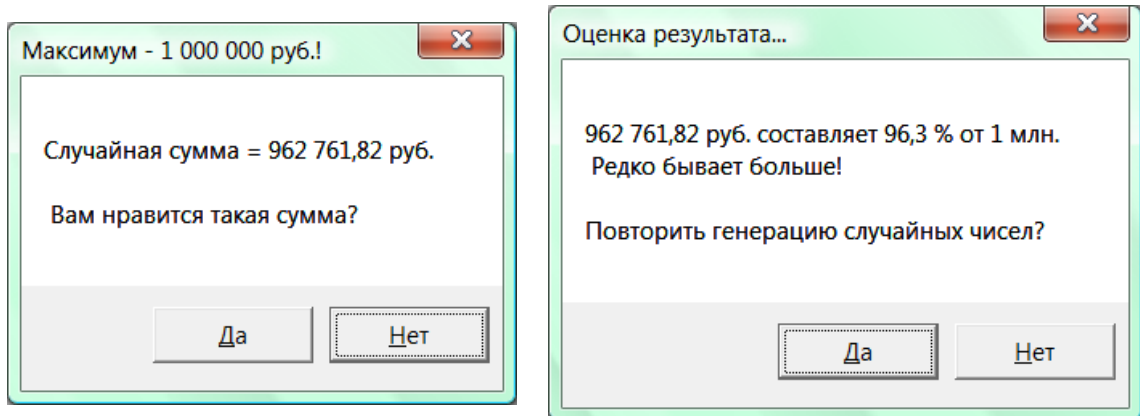 Максимум - 1 000 000 руб.!
Случайная сумма = 962 761,82 руб.
Вам нравится такая сумма?
Да
Нет
Оценка результата...
962 761,82 руб. составляет 96,3 % от 1 млн.
Редко бывает больше!
Повторить генерацию случайных чисел?
Да
Нет